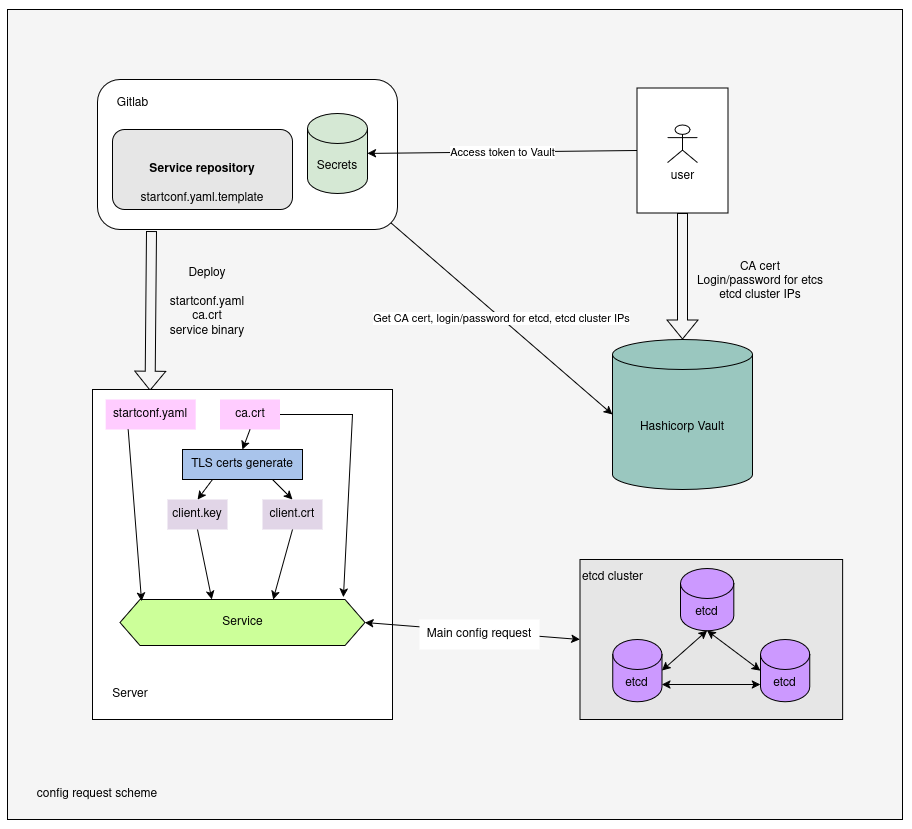 Gitlab
Service repository
startconf.yaml.template
Secrets
Access token to Vault
user
Deploy
startconf.yaml
ca.crt
service binary
CA cert
Login/password for etcs
etcd cluster IPs
Get CA cert, login/password for etcd, etcd cluster IPs
Hashicorp Vault
startconf.yaml
ca.crt
TLS certs generate
client.key
client.crt
Service
Server
Main config request
etcd cluster
etcd
etcd
etcd
config request scheme